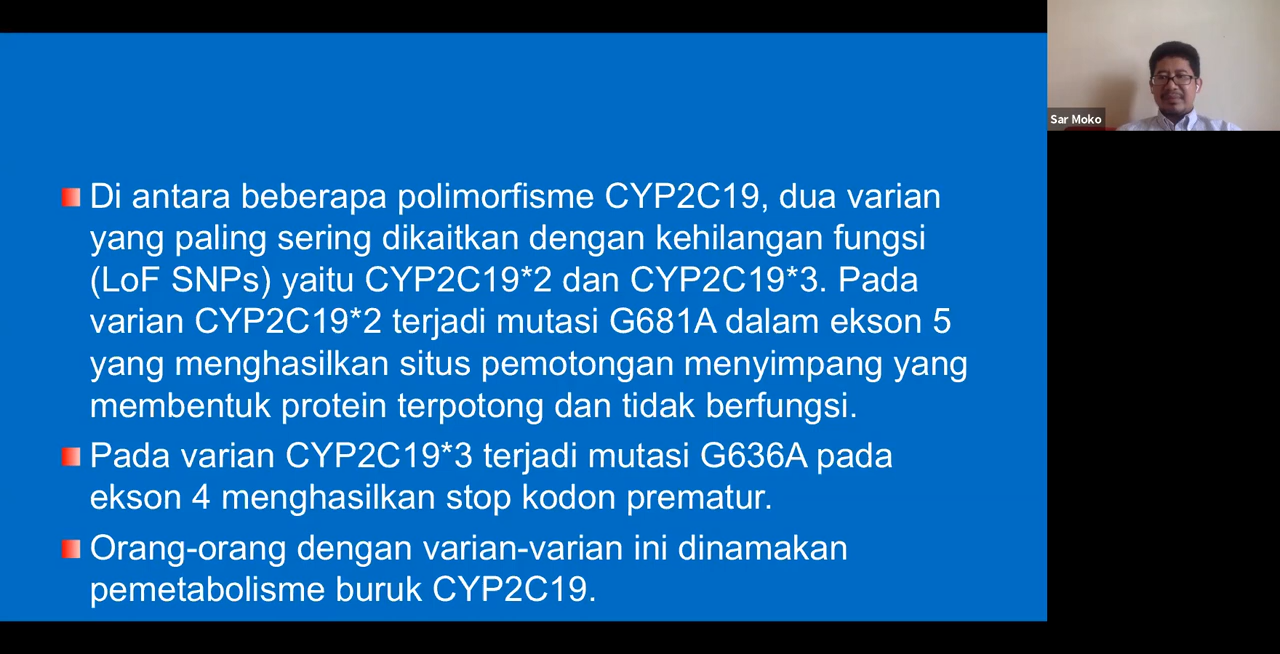 Di antara beberapa polimorfisme CYP2C19, dua varian
yang paling sering dikaitkan dengan kehilangan fungsi
(LoF SNPs) yaitu CYP2C19*2 dan CYP2C19*3. Pada
varian CYP2C19*2 terjadi mutasi G681A dalam ekson 5
yang menghasilkan situs pemotongan menyimpang yang
membentuk protein terpotong dan tidak berfungsi.
Pada varian CYP2C19*3 terjadi mutasi G636A pada
ekson 4 menghasilkan stop kodon prematur.
Orang-orang dengan varian-varian ini dinamakan
pemetabolisme buruk CYP2C19.
Sar Moko